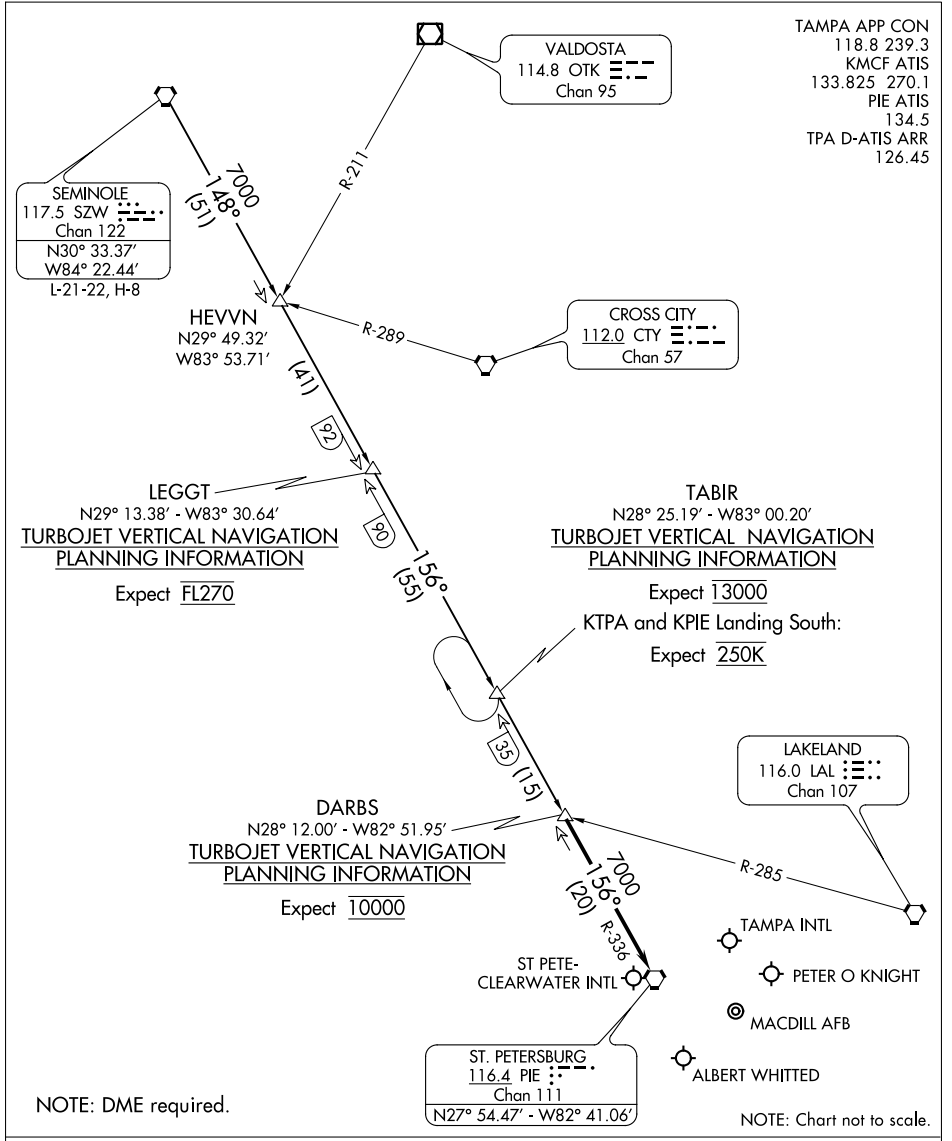 TAMPA APP CON
118.8 239.3
KMCF ATIS
133.825 270.1
PIE ATIS
134.5
TPA D-ATIS ARR
126.45
VALDOSTA
114.8 OTK
Chan 95
R-211
SEMINOLE
117.5 SZW
Chan 122
N30° 33.37'
W84° 22.44'
L-21-22, H-8
7000
148°
(51)
HEVVN
N29° 49.32'
W83° 53.71'
R-289
CROSS CITY
112.0 CTY
Chan 57
(41)
92
LEGGT
N29° 13.38' - W83° 30.64'
TURBOJET VERTICAL NAVIGATION
PLANNING INFORMATION
Expect FL270
90
156°
(55)
TABIR
N28° 25.19' - W83° 00.20'
TURBOJET VERTICAL NAVIGATION
PLANNING INFORMATION
Expect 13000
KTPA and KPIE Landing South:
Expect 250K
35
(15)
LAKELAND
116.0 LAL
Chan 107
R-285
DARBS
N28° 12.00' - W82° 51.95'
TURBOJET VERTICAL NAVIGATION
PLANNING INFORMATION
Expect 10000
7000
156°
(20)
R-336
TAMPA INTL
ST PETE-
CLEARWATER INTL
PETER O KNIGHT
MACDILL AFB
ALBERT WHITTED
ST. PETERSBURG
116.4 PIE
Chan 111
N27° 54.47' - W82° 41.06'
NOTE: DME required.
NOTE: Chart not to scale.